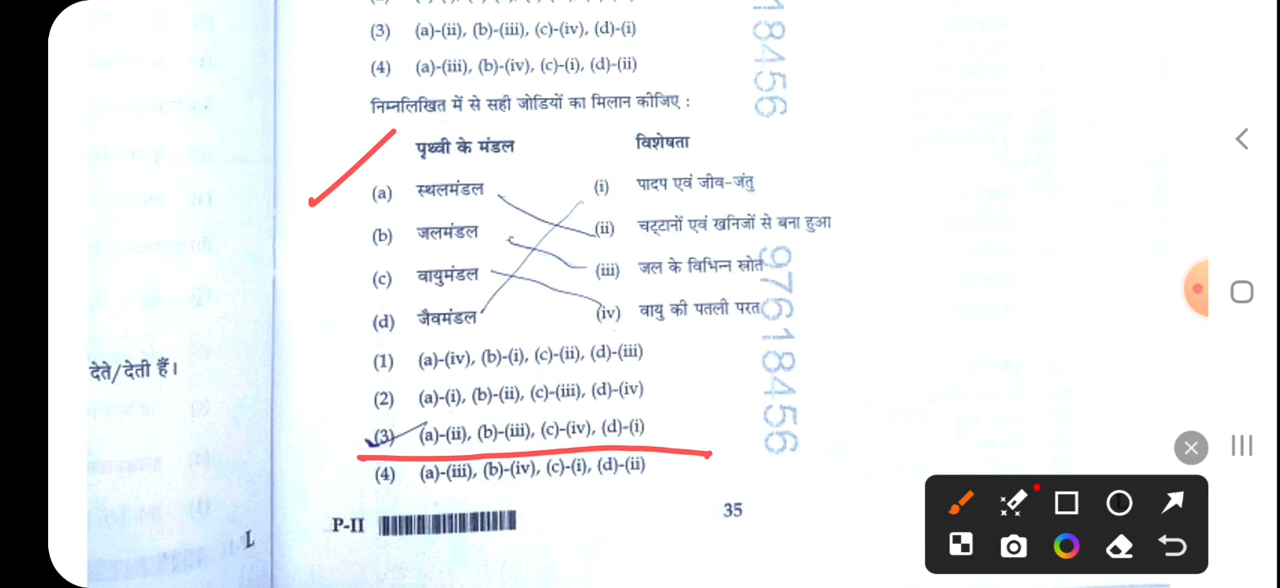 (3) (a)-(ii), (b)-(iii), (c)-(iv), (d)-(i)
(4) (a)-(iii), (b)-(iv), (c)-(i), (d)-(ii)
निम्नलिखित में से सही जोडियों का मिलान कीजिए :
पृथ्वी के मंडल विशेषता
(a) स्थलमंडल (i) पादप एवं जीव-जंतु
(b) जलमंडल (ii) चट्टानों एवं खनिजों से बना हुआ
(c) वायुमंडल (iii) जल के विभिन्न स्रोत
(d) जैवमंडल (iv) वायु की पतली परत
(1) (a)-(iv), (b)-(i), (c)-(ii), (d)-(iii)
(2) (a)-(i), (b)-(ii), (c)-(iii), (d)-(iv)
(3) (a)-(ii), (b)-(iii), (c)-(iv), (d)-(i)
(4) (a)-(iii), (b)-(iv), (c)-(i), (d)-(ii)
P-II 35
देते/देती हैं।
18456
97618456